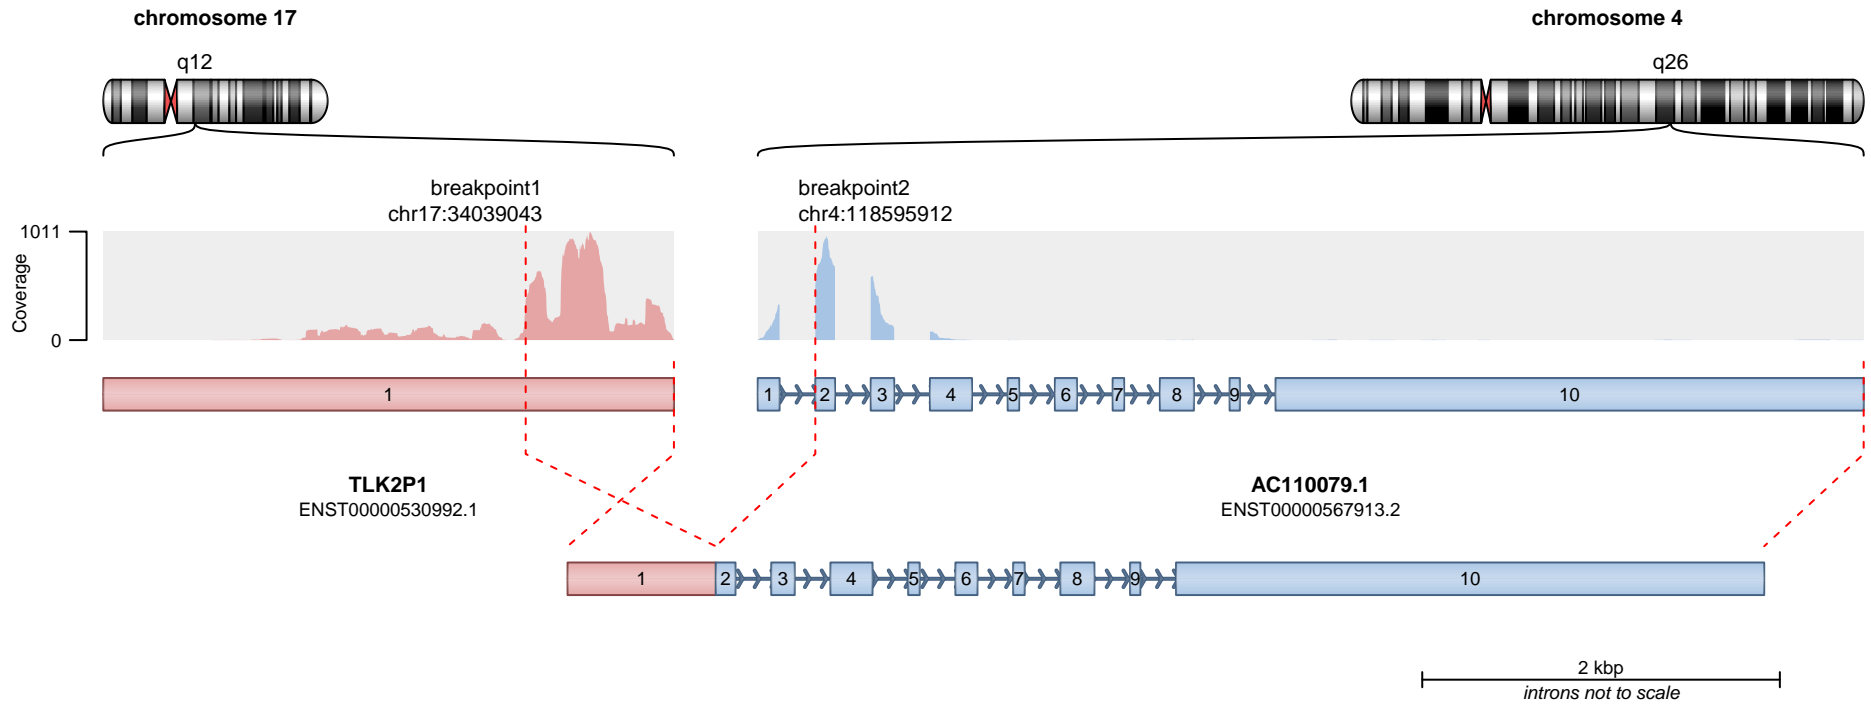 chromosome 17
chromosome 4
q12
q26
breakpoint1
chr17:34039043
breakpoint2
chr4:118595912
1011
Coverage
0
1
1 2 3 4 5 6 7 8 9 10
TLK2P1
ENST00000530992.1
AC110079.1
ENST00000567913.2
1 2 3 4 5 6 7 8 9 10
2 kbp
introns not to scale